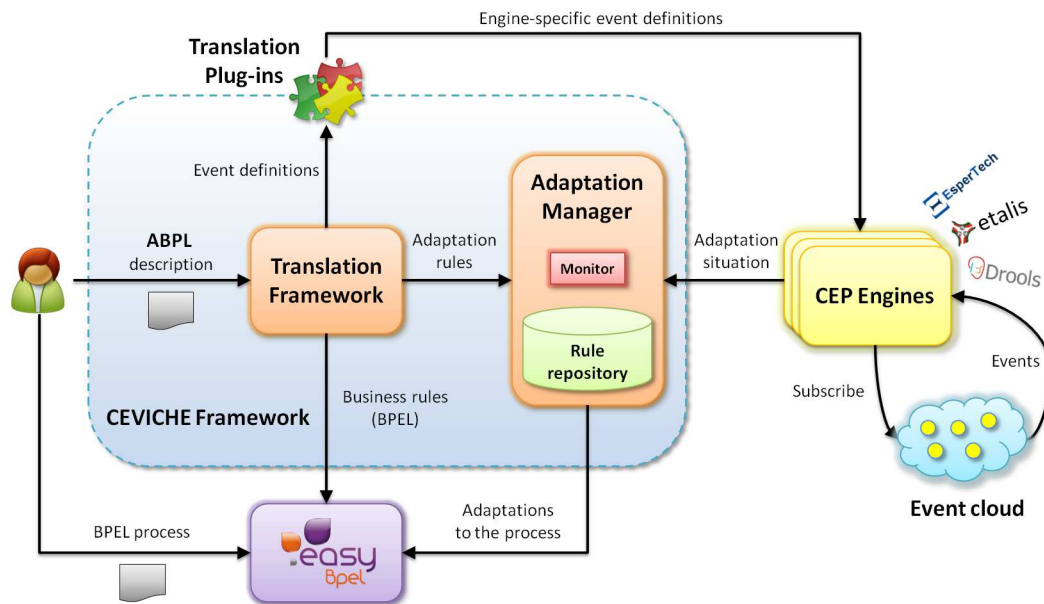 Engine-specific event definitions
Translation
Plug-ins
Event definitions
Adaptation
Manager
EsperTech
etalis
Drools
ABPL
description
Translation
Framework
Adaptation
rules
Monitor
Adaptation
situation
CEP Engines
Rule
repository
Events
Subscribe
Business rules
(BPEL)
CEVICHE Framework
Event cloud
BPEL process
easy
Bpel
Adaptations
to the process